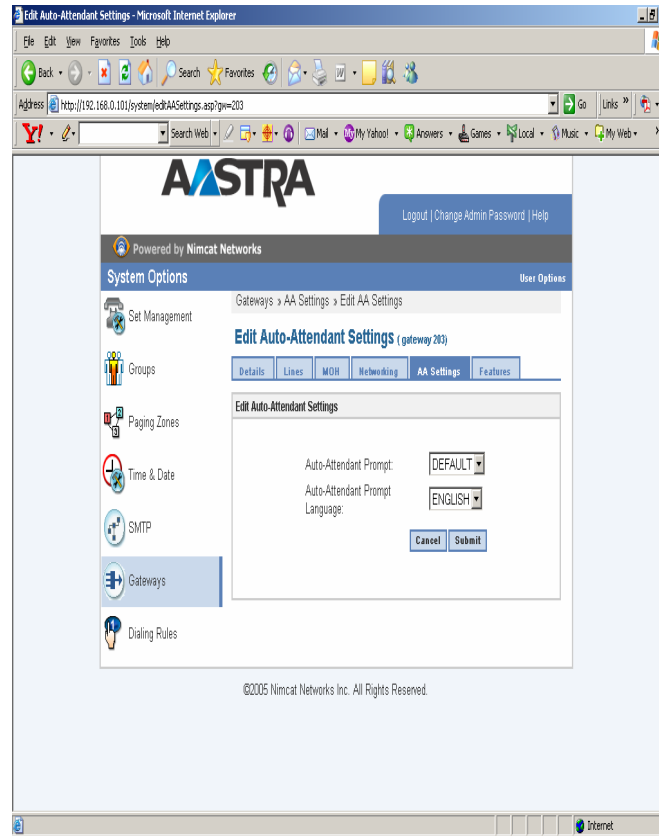 Edit Auto-Attendant Settings - Microsoft Internet Explorer
File Edit View Favorites Tools Help
Back Search Favorites
Address http://192.168.0.101/system/editAASettings.asp?gw=203 Go Links »
Y! Search Web Mail My Yahoo! Answers Games Local Music My Web
AASTRA
Logout | Change Admin Password | Help
Powered by Nimcat Networks
System Options User Options
Set Management
Groups
Paging Zones
Time & Date
SMTP
Gateways
Dialing Rules
Gateways » AA Settings » Edit AA Settings
Edit Auto-Attendant Settings ( gateway 203)
Details Lines MOH Networking AA Settings Features
Edit Auto-Attendant Settings
Auto-Attendant Prompt: DEFAULT
Auto-Attendant Prompt
Language: ENGLISH
Cancel Submit
©2005 Nimcat Networks Inc. All Rights Reserved.
Internet